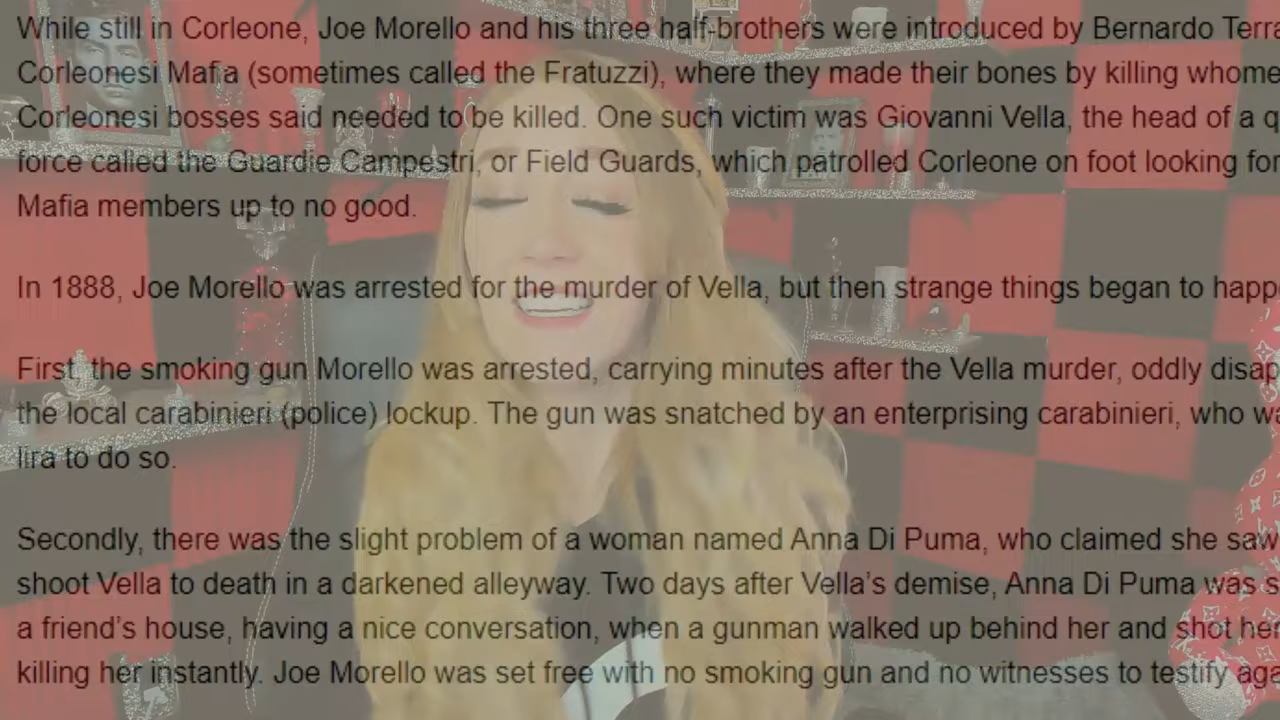 While still in Corleone, Joe Morello and his three half-brothers were introduced by Bernardo
Corleonesi Mafia (sometimes called the Fratuzzi), where they made their bones by killing
Corleonesi bosses said needed to be killed. One such victim was Giovanni Vella, the head of a
force called the Guardie Campestri, or Field Guards, which patrolled Corleone on foot looking for
Mafia members up to no good.
In 1888, Joe Morello was arrested for the murder of Vella, but then strange things began to
First, the smoking gun Morello was arrested, carrying minutes after the Vella murder, oddly
the local carabinieri (police) lockup. The gun was snatched by an enterprising carabinieri, who
lira to do so.
Secondly, there was the slight problem of a woman named Anna Di Puma, who claimed she saw
shoot Vella to death in a darkened alleyway. Two days after Vella’s demise, Anna Di Puma was
a friend’s house, having a nice conversation, when a gunman walked up behind her and shot her
killing her instantly. Joe Morello was set free with no smoking gun and no witnesses to testify